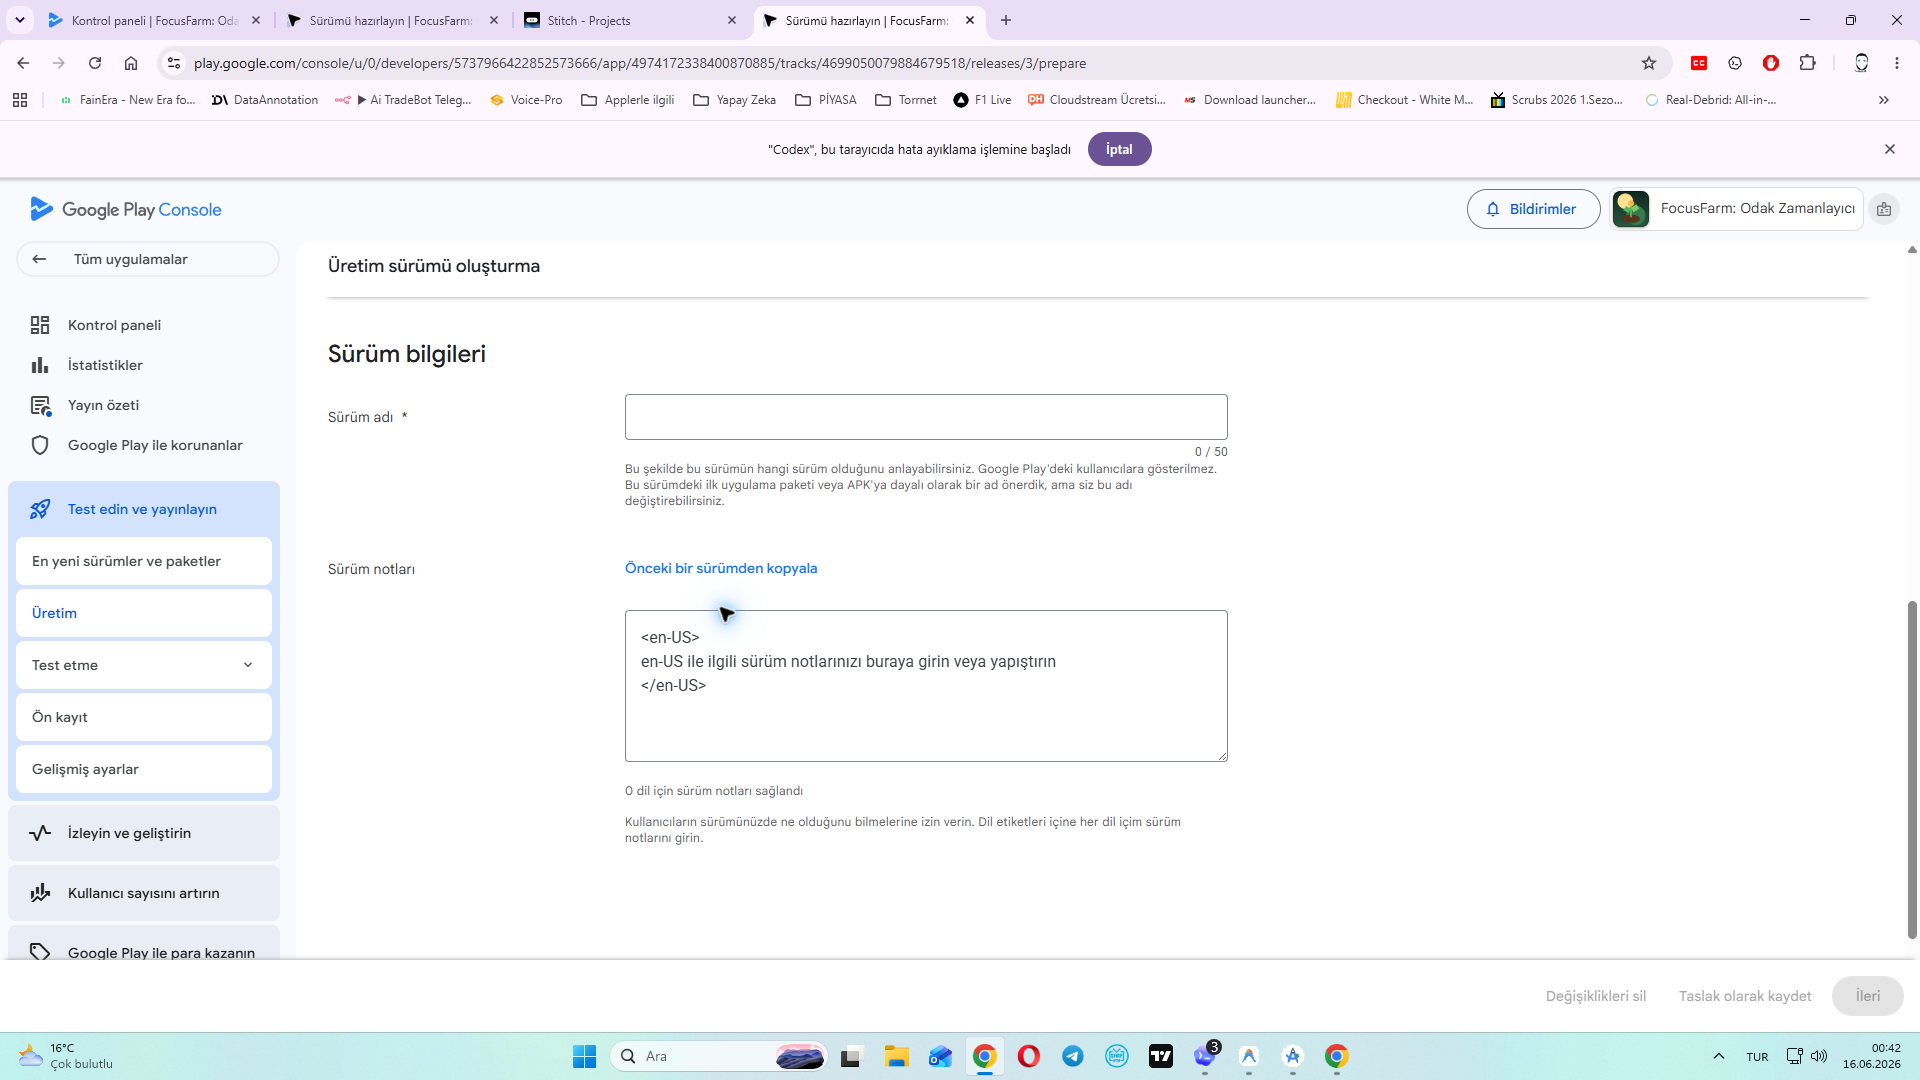 Kontrol paneli | FocusFarm: Oda
Sürümü hazırlayın | FocusFarm:
Stitch - Projects
Sürümü hazırlayın | FocusFarm:
play.google.com/console/u/0/developers/5737966422852573666/app/4974172338400870885/tracks/4699050079884679518/releases/3/prepare
FainEra - New Era fo...
DataAnnotation
Ai TradeBot Teleg...
Voice-Pro
Applerle ilgili
Yapay Zeka
PİYASA
Torrnet
F1 Live
Cloudstream Ücretsi...
Download launcher...
Checkout - White M...
Scrubs 2026 1.Sezo...
Real-Debrid: All-in-...
"Codex", bu tarayıcıda hata ayıklama işlemine başladı
İptal
Google Play Console
Bildirimler
FocusFarm: Odak Zamanlayıcı
Tüm uygulamalar
Kontrol paneli
İstatistikler
Yayın özeti
Google Play ile korunanlar
Test edin ve yayınlayın
En yeni sürümler ve paketler
Üretim
Test etme
Ön kayıt
Gelişmiş ayarlar
İzleyin ve geliştirin
Kullanıcı sayısını artırın
Google Play ile para kazanın
Üretim sürümü oluşturma
Sürüm bilgileri
Sürüm adı *
0 / 50
Bu şekilde bu sürümün hangi sürüm olduğunu anlayabilirsiniz. Google Play'deki kullanıcılara gösterilmez.
Bu sürümdeki ilk uygulama paketi veya APK'ya dayalı olarak bir ad önerdik, ama siz bu adı
değiştirebilirsiniz.
Sürüm notları
Önceki bir sürümden kopyala
<en-US>
en-US ile ilgili sürüm notlarınızı buraya girin veya yapıştırın
</en-US>
0 dil için sürüm notları sağlandı
Kullanıcıların sürümünüzde ne olduğunu bilmelerine izin verin. Dil etiketleri içine her dil içim sürüm
notlarını girin.
Değişiklikleri sil
Taslak olarak kaydet
İleri
16°C
Çok bulutlu
Ara
3
TUR
00:42
16.06.2026